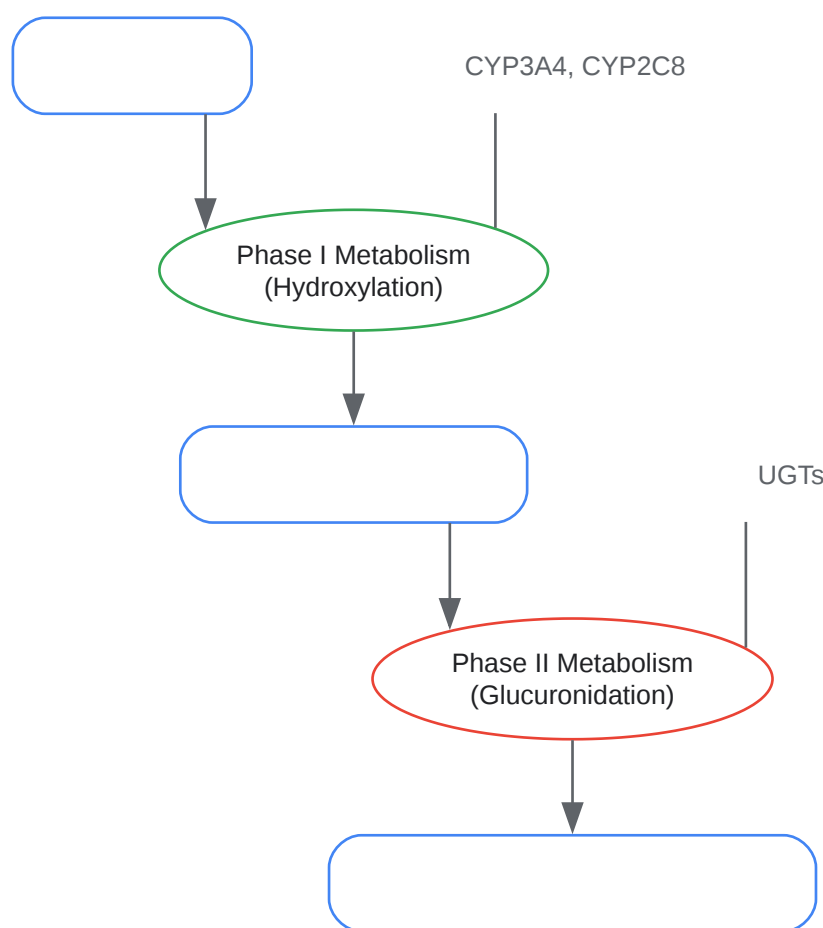 CYP3A4, CYP2C8
Phase I Metabolism
(Hydroxylation)
UGTs
Phase II Metabolism
(Glucuronidation)